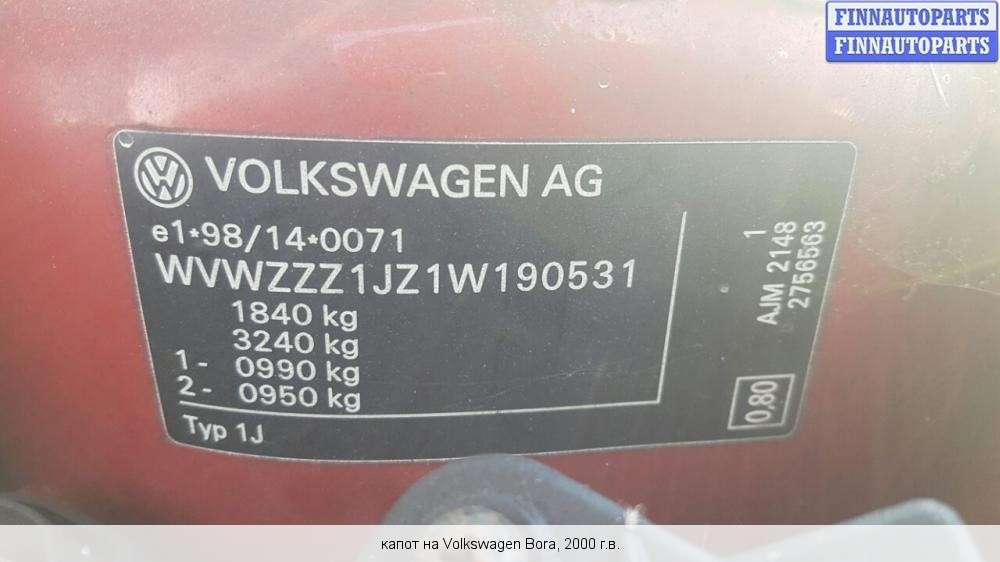 FINNAUTOPARTS
FINNAUTOPARTS
VOLKSWAGEN AG
e1*98/14*0071
WVWZZZ1JZ1W190531
1840 kg
3240 kg
1- 0990 kg
2- 0950 kg
Typ 1J
1
AJM 2148
2756563
0,80
капот на Volkswagen Bora, 2000 г.в.